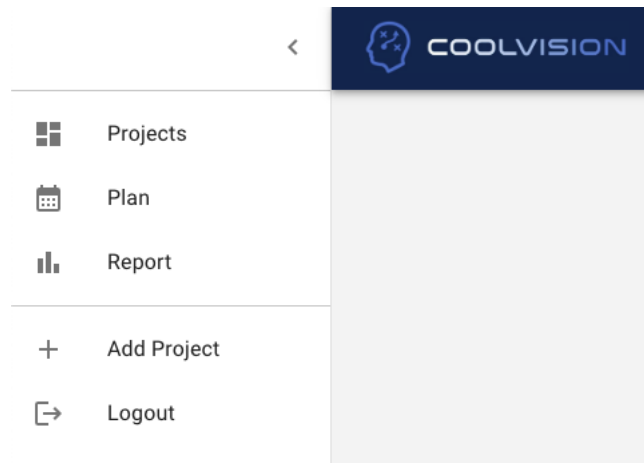 COOLVISION
Projects
Plan
Report
Add Project
Logout